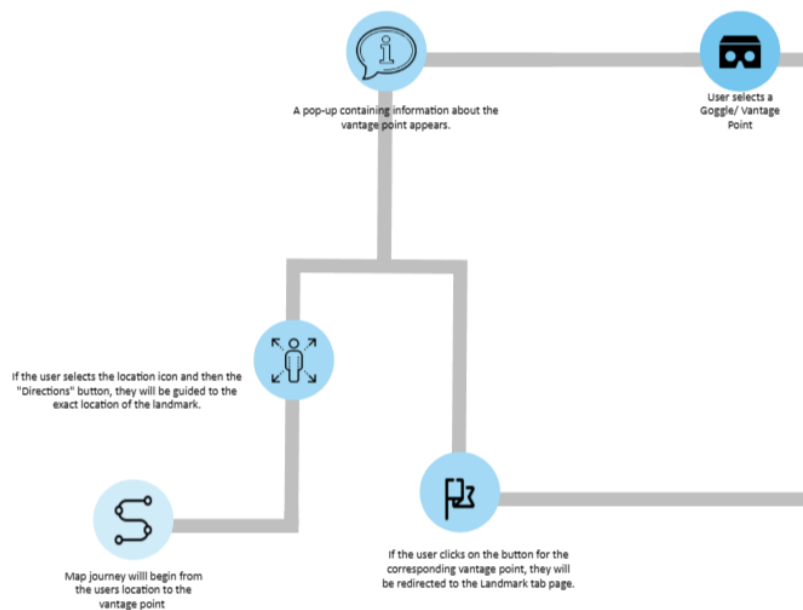 A pop-up containing information about the
vantage point appears.
User selects a
Goggle/ Vantage
Point
If the user selects the location icon and then the
"Directions" button, they will be guided to the
exact location of the landmark.
Map journey willl begin from
the users location to the
vantage point
If the user clicks on the button for the
corresponding vantage point, they will
be redirected to the Landmark tab page.